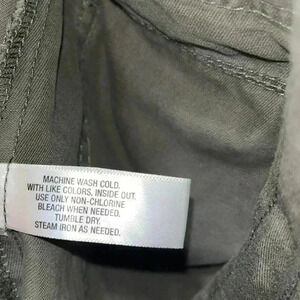 MACHINE WASH COLD.
WITH LIKE COLORS. INSIDE OUT.
USE ONLY NON-CHLORINE
BLEACH WHEN NEEDED.
TUMBLE DRY.
STEAM IRON AS NEEDED.